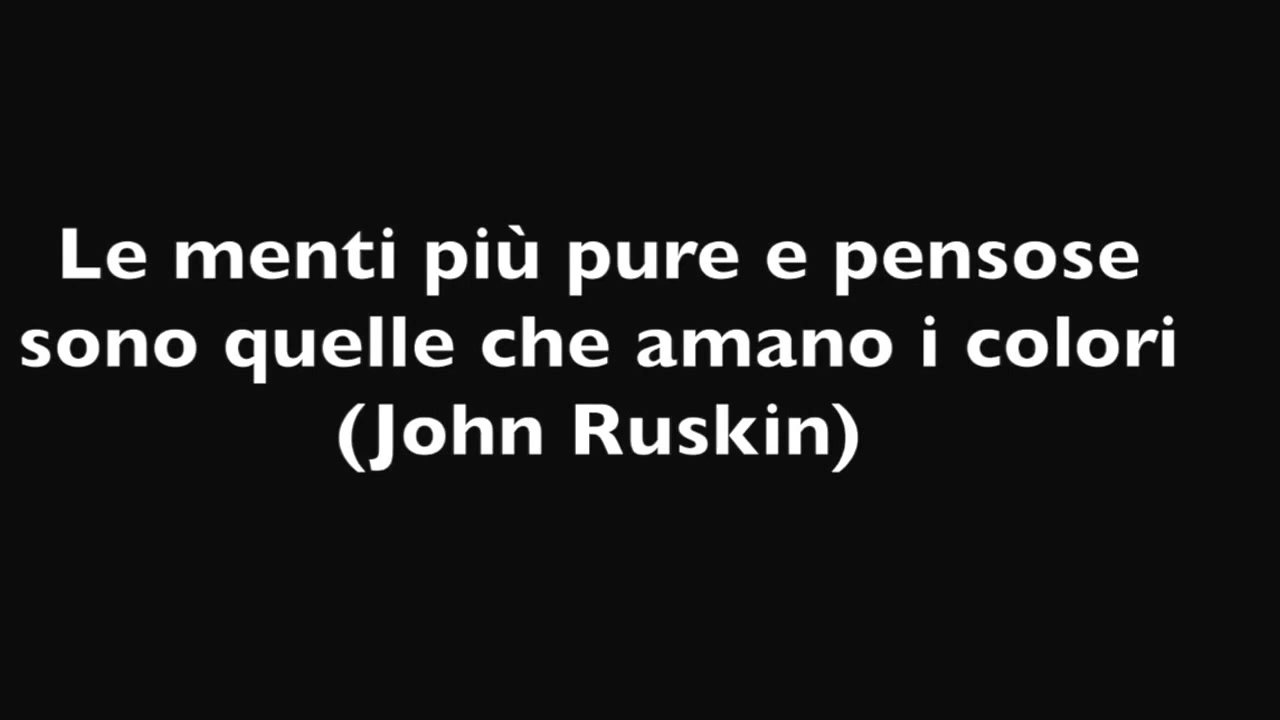 Le menti più pure e pensose
sono quelle che amano i colori
(John Ruskin)